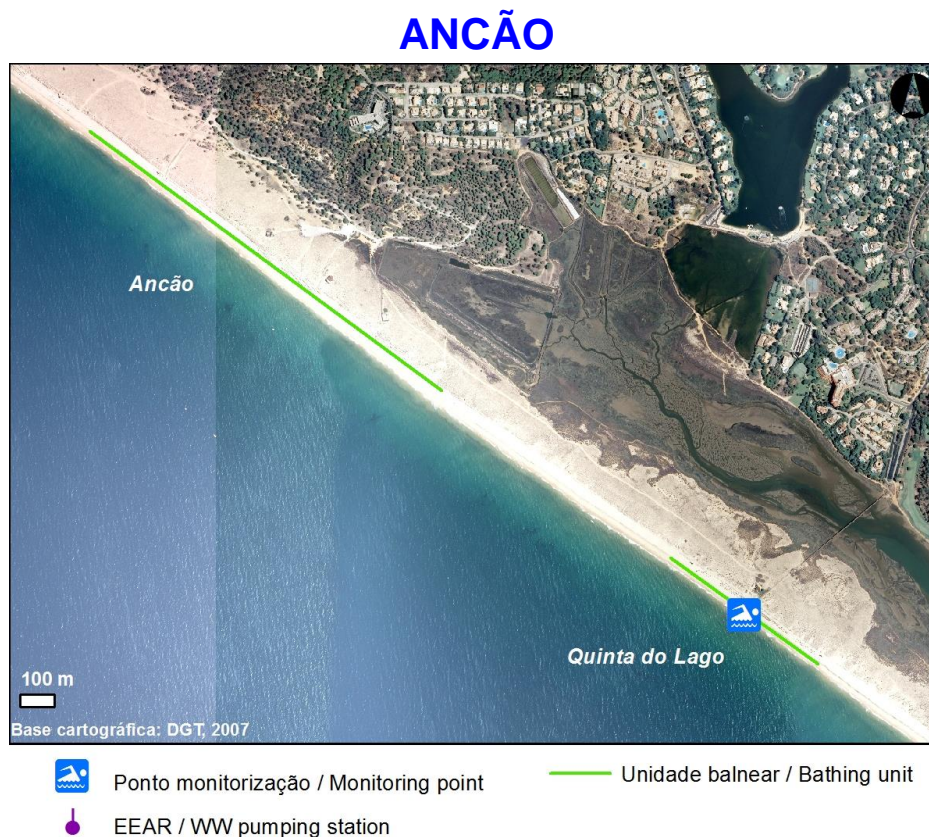 ANCÃO
Ancão
Quinta do Lago
100 m
Base cartográfica: DGT, 2007
Ponto monitorização / Monitoring point
Unidade balnear / Bathing unit
EEAR / WW pumping station